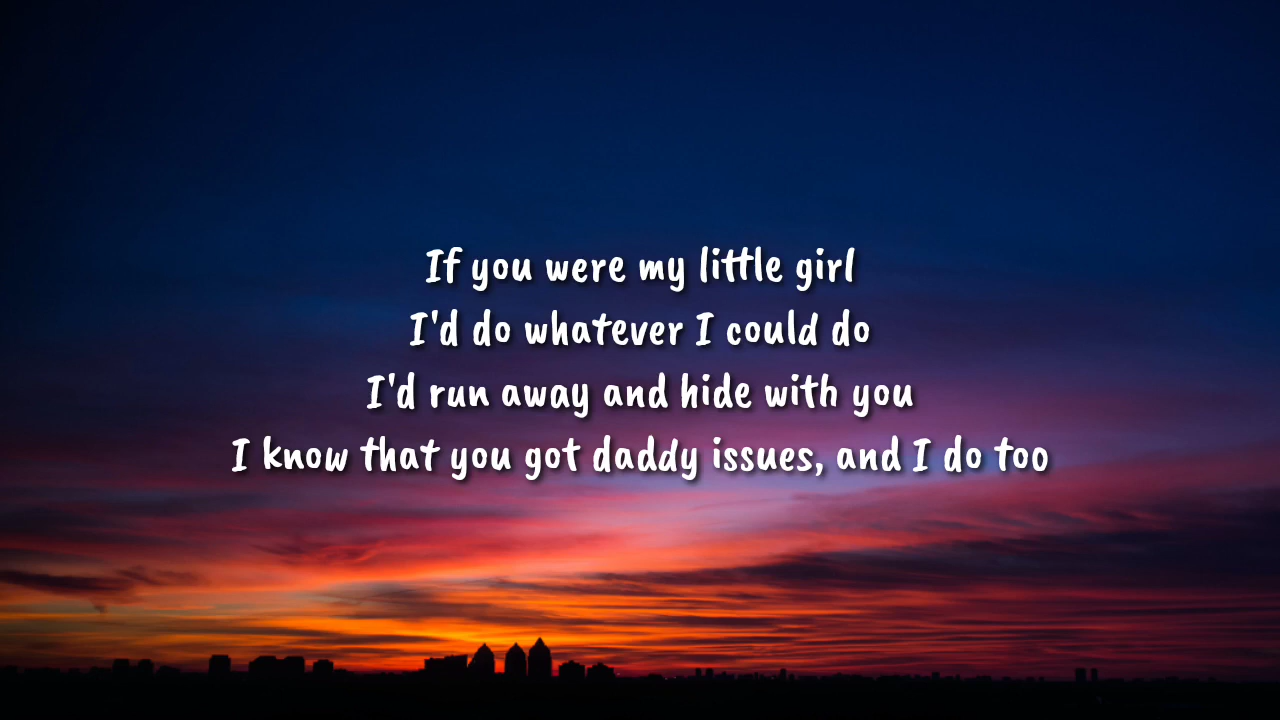 If you were my little girl
I'd do whatever I could do
I'd run away and hide with you
I know that you got daddy issues, and I do too